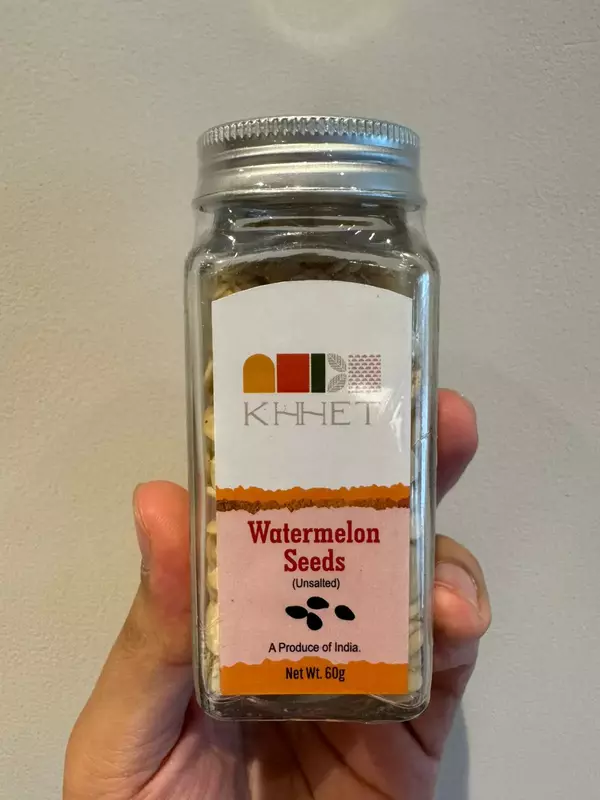 KHHET
Watermelon
Seeds
(Unsalted)
A Produce of India.
Net Wt. 60g